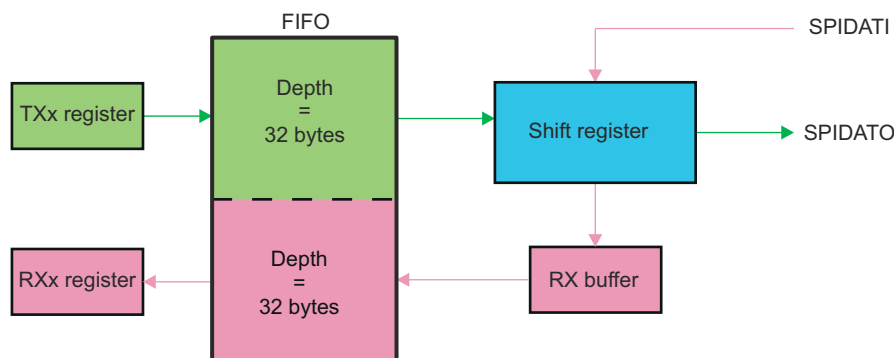 FIFO
SPIDATI
TXx register
Depth
=
32 bytes
Shift register
SPIDATO
RXx register
Depth
=
32 bytes
RX buffer